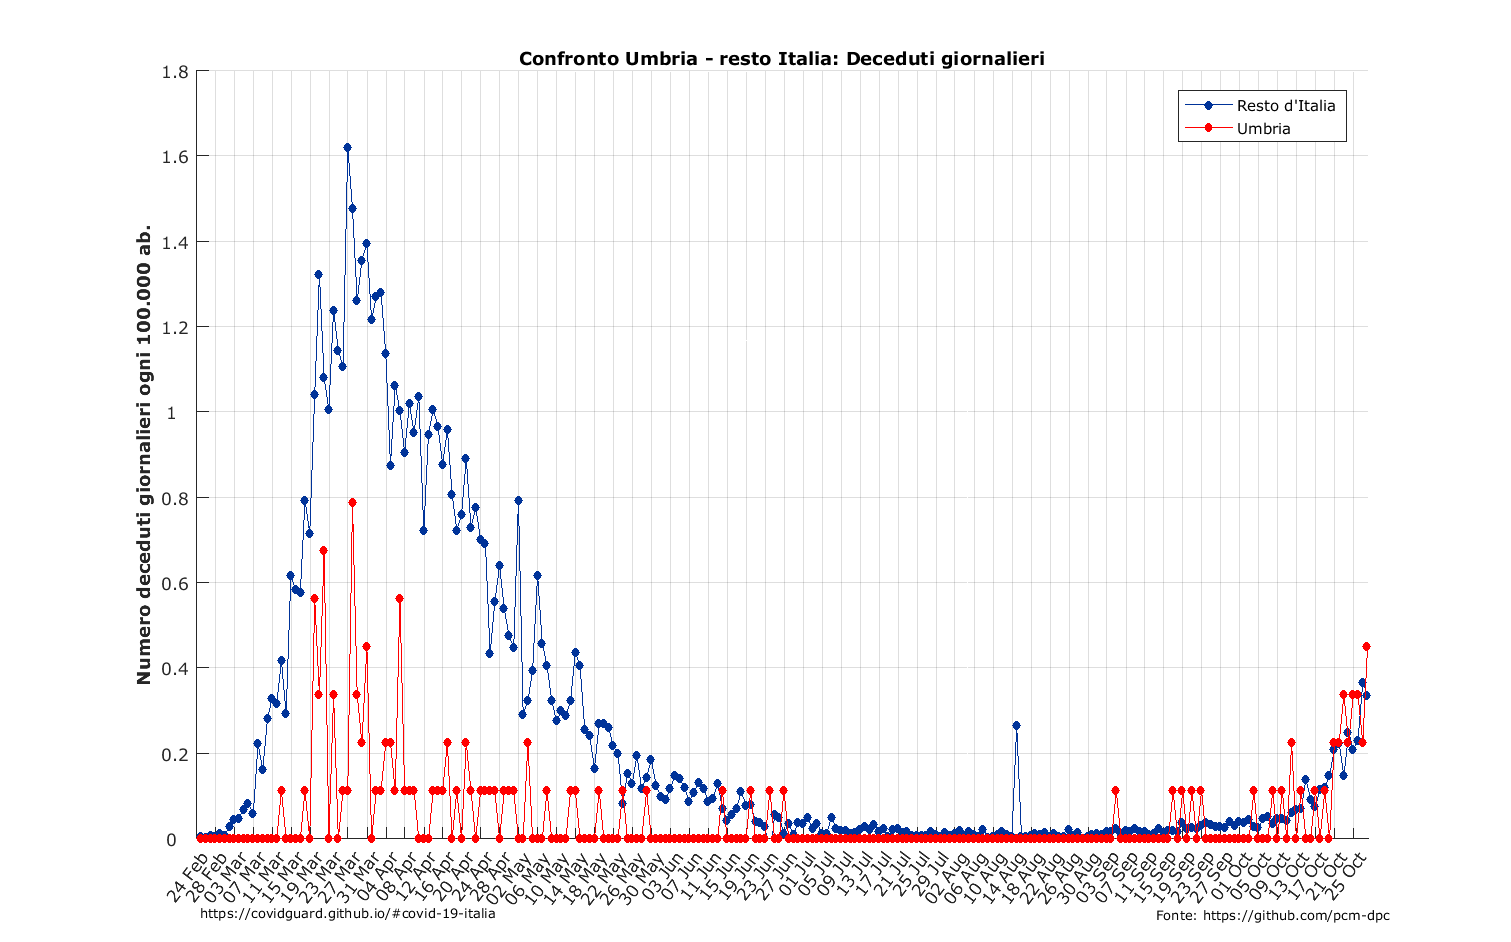 Confronto Umbria - resto Italia: Deceduti giornalieri
Resto d'Italia
Umbria
Numero deceduti giornalieri ogni 100.000 ab.
1.8
1.6
1.4
1.2
1
0.8
0.6
0.4
0.2
0
24 Feb
28 Feb
03 Mar
07 Mar
11 Mar
15 Mar
19 Mar
23 Mar
27 Mar
31 Mar
04 Apr
08 Apr
12 Apr
16 Apr
20 Apr
24 Apr
28 Apr
02 May
06 May
10 May
14 May
18 May
22 May
26 May
30 May
03 Jun
07 Jun
11 Jun
15 Jun
19 Jun
23 Jun
27 Jun
01 Jul
05 Jul
09 Jul
13 Jul
17 Jul
21 Jul
25 Jul
29 Jul
02 Aug
06 Aug
10 Aug
14 Aug
18 Aug
22 Aug
26 Aug
30 Aug
03 Sep
07 Sep
11 Sep
15 Sep
19 Sep
23 Sep
27 Sep
01 Oct
05 Oct
09 Oct
13 Oct
17 Oct
21 Oct
25 Oct
https://covidguard.github.io/#covid-19-italia
Fonte: https://github.com/pcm-dpc